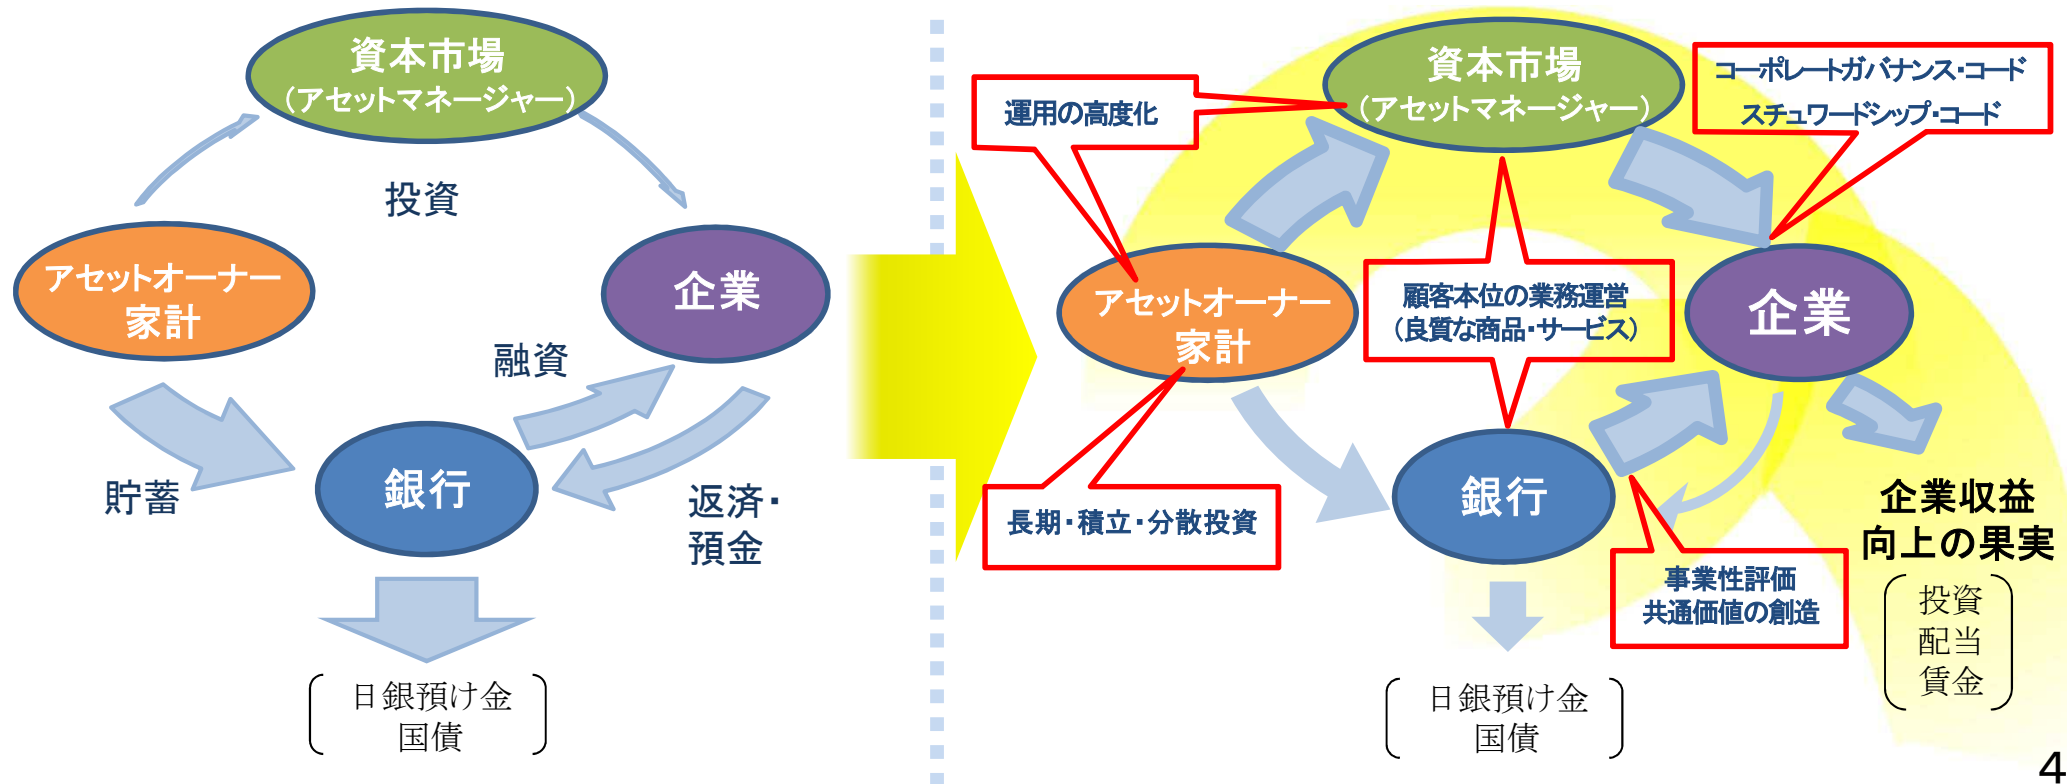 資本市場
（アセットマネージャー）
投資
アセットオーナー
家計
企業
融資
銀行
貯蓄
返済・
預金
日銀預け金
国債
資本市場
（アセットマネージャー）
運用の高度化
コーポレートガバナンス・コード
スチュワードシップ・コード
アセットオーナー
家計
顧客本位の業務運営
（良質な商品・サービス）
企業
銀行
長期・積立・分散投資
事業性評価
共通価値の創造
企業収益
向上の果実
投資
配当
賃金
日銀預け金
国債
4